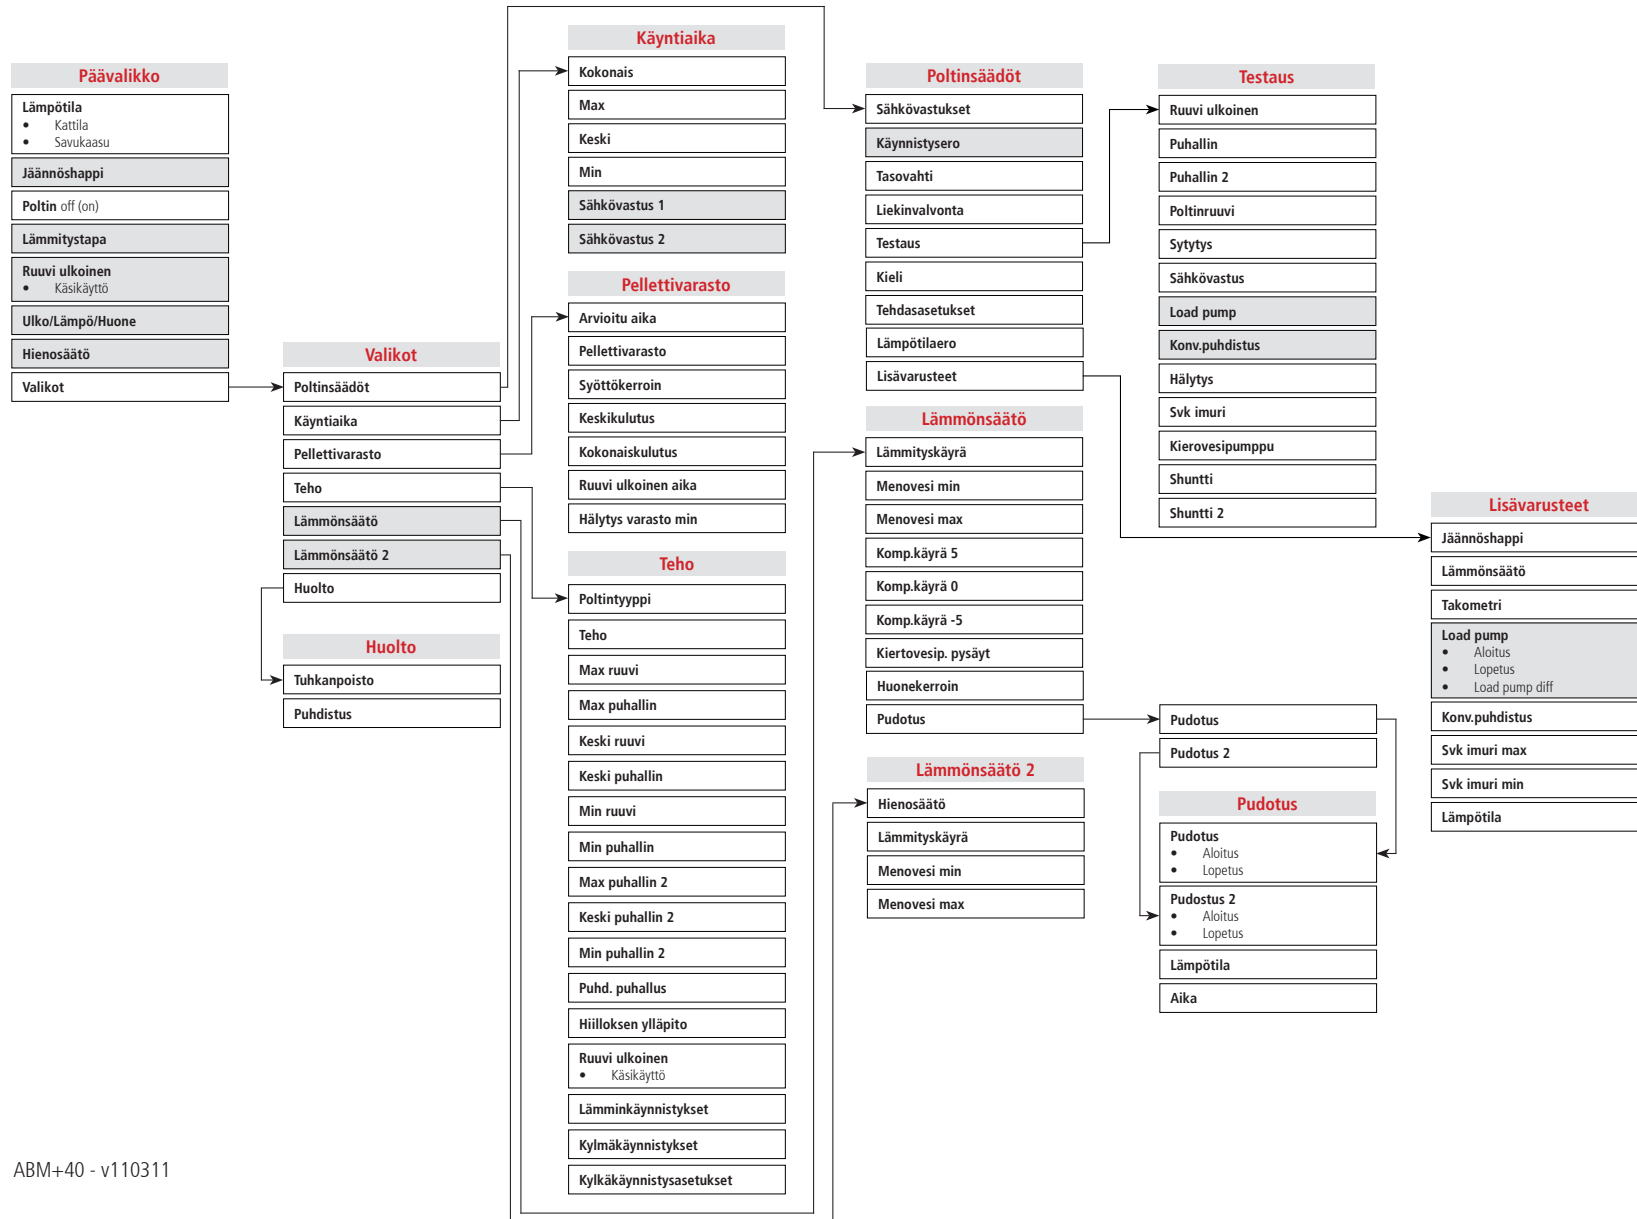 Päävalikko
Lämpötila
• Kattila
• Savukaasu
Jäännöshappi
Poltin off (on)
Lämmitystapa
Ruuvi ulkoinen
• Käsikäyttö
Ulko/Lämpö/Huone
Hienosäätö
Valikot
Valikot
Poltinsäädöt
Käyntiaika
Pellettivarasto
Teho
Lämmönsäätö
Lämmönsäätö 2
Huolto
Huolto
Tuhkanpoisto
Puhdistus
Käyntiaika
Kokonais
Max
Keski
Min
Sähkövastus 1
Sähkövastus 2
Pellettivarasto
Arvioitu aika
Pellettivarasto
Syöttökerroin
Keskikulutus
Kokonaiskulutus
Ruuvi ulkoinen aika
Hälytys varasto min
Teho
Poltintyyppi
Teho
Max ruuvi
Max puhallin
Keski ruuvi
Keski puhallin
Min ruuvi
Min puhallin
Max puhallin 2
Keski puhallin 2
Min puhallin 2
Puhd. puhallus
Hiilloksen ylläpito
Ruuvi ulkoinen
• Käsikäyttö
Lämminkäynnistykset
Kylmäkäynnistykset
Kylkäkäynnistysasetukset
Poltinsäädöt
Sähkövastukset
Käynnistysero
Tasovahti
Liekinvalvonta
Testaus
Kieli
Tehdasasetukset
Lämpötilaero
Lisävarusteet
Lämmönsäätö
Lämmityskäyrä
Menovesi min
Menovesi max
Komp.käyrä 5
Komp.käyrä 0
Komp.käyrä -5
Kiertovesip. pysäyt
Huonekerroin
Pudotus
Lämmönsäätö 2
Hienosäätö
Lämmityskäyrä
Menovesi min
Menovesi max
Testaus
Ruuvi ulkoinen
Puhallin
Puhallin 2
Poltinruuvi
Sytytys
Sähkövastus
Load pump
Konv.puhdistus
Hälytys
Svk imuri
Kierovesipumppu
Shuntti
Shuntti 2
Pudotus
Pudotus 2
Pudotus
Pudotus
• Aloitus
• Lopetus
Pudostus 2
• Aloitus
• Lopetus
Lämpötila
Aika
Lisävarusteet
Jäännöshappi
Lämmönsäätö
Takometri
Load pump
• Aloitus
• Lopetus
• Load pump diff
Konv.puhdistus
Svk imuri max
Svk imuri min
Lämpötila
ABM+40 - v110311